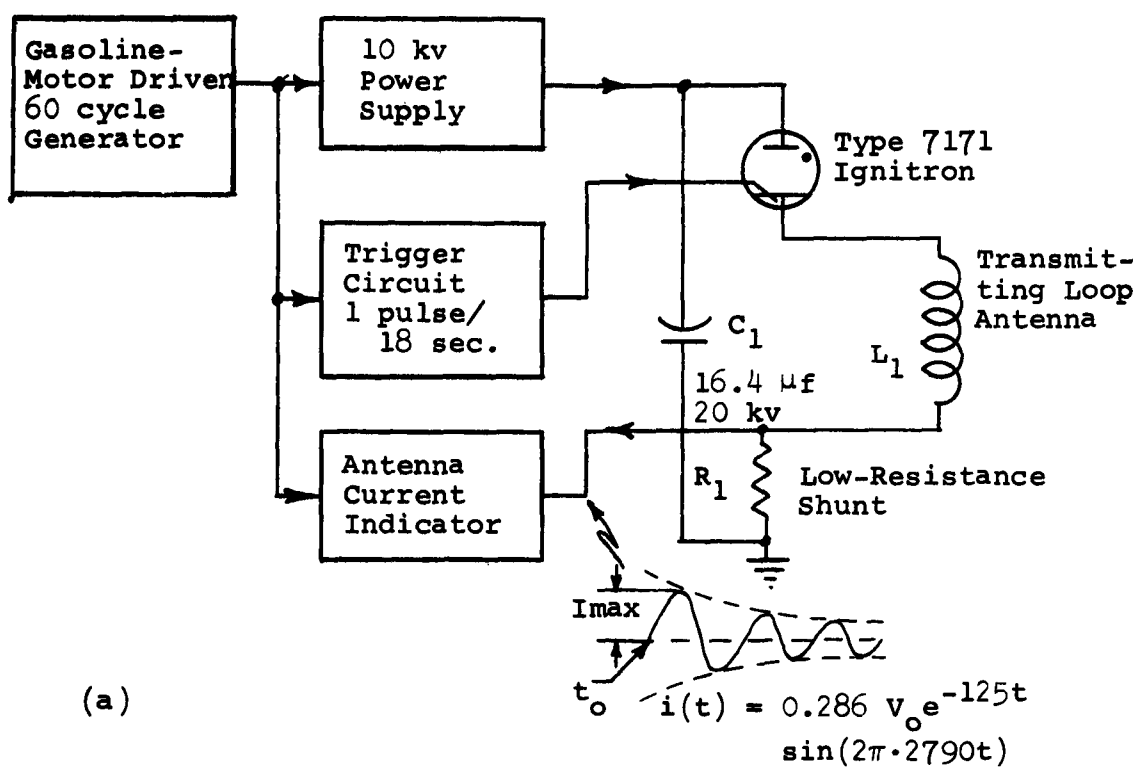 Gasoline-
Motor Driven
60 cycle
Generator
10 kv
Power
Supply
Type 7171
Ignitron
Trigger
Circuit
1 pulse/
18 sec.
Transmit-
ting Loop
Antenna
C1
L1
16.4 μf
20 kv
Antenna
Current
Indicator
R1
Low-Resistance
Shunt
Imax
to
(a)
i(t) = 0.286 Voe-125t
sin(2π·2790t)